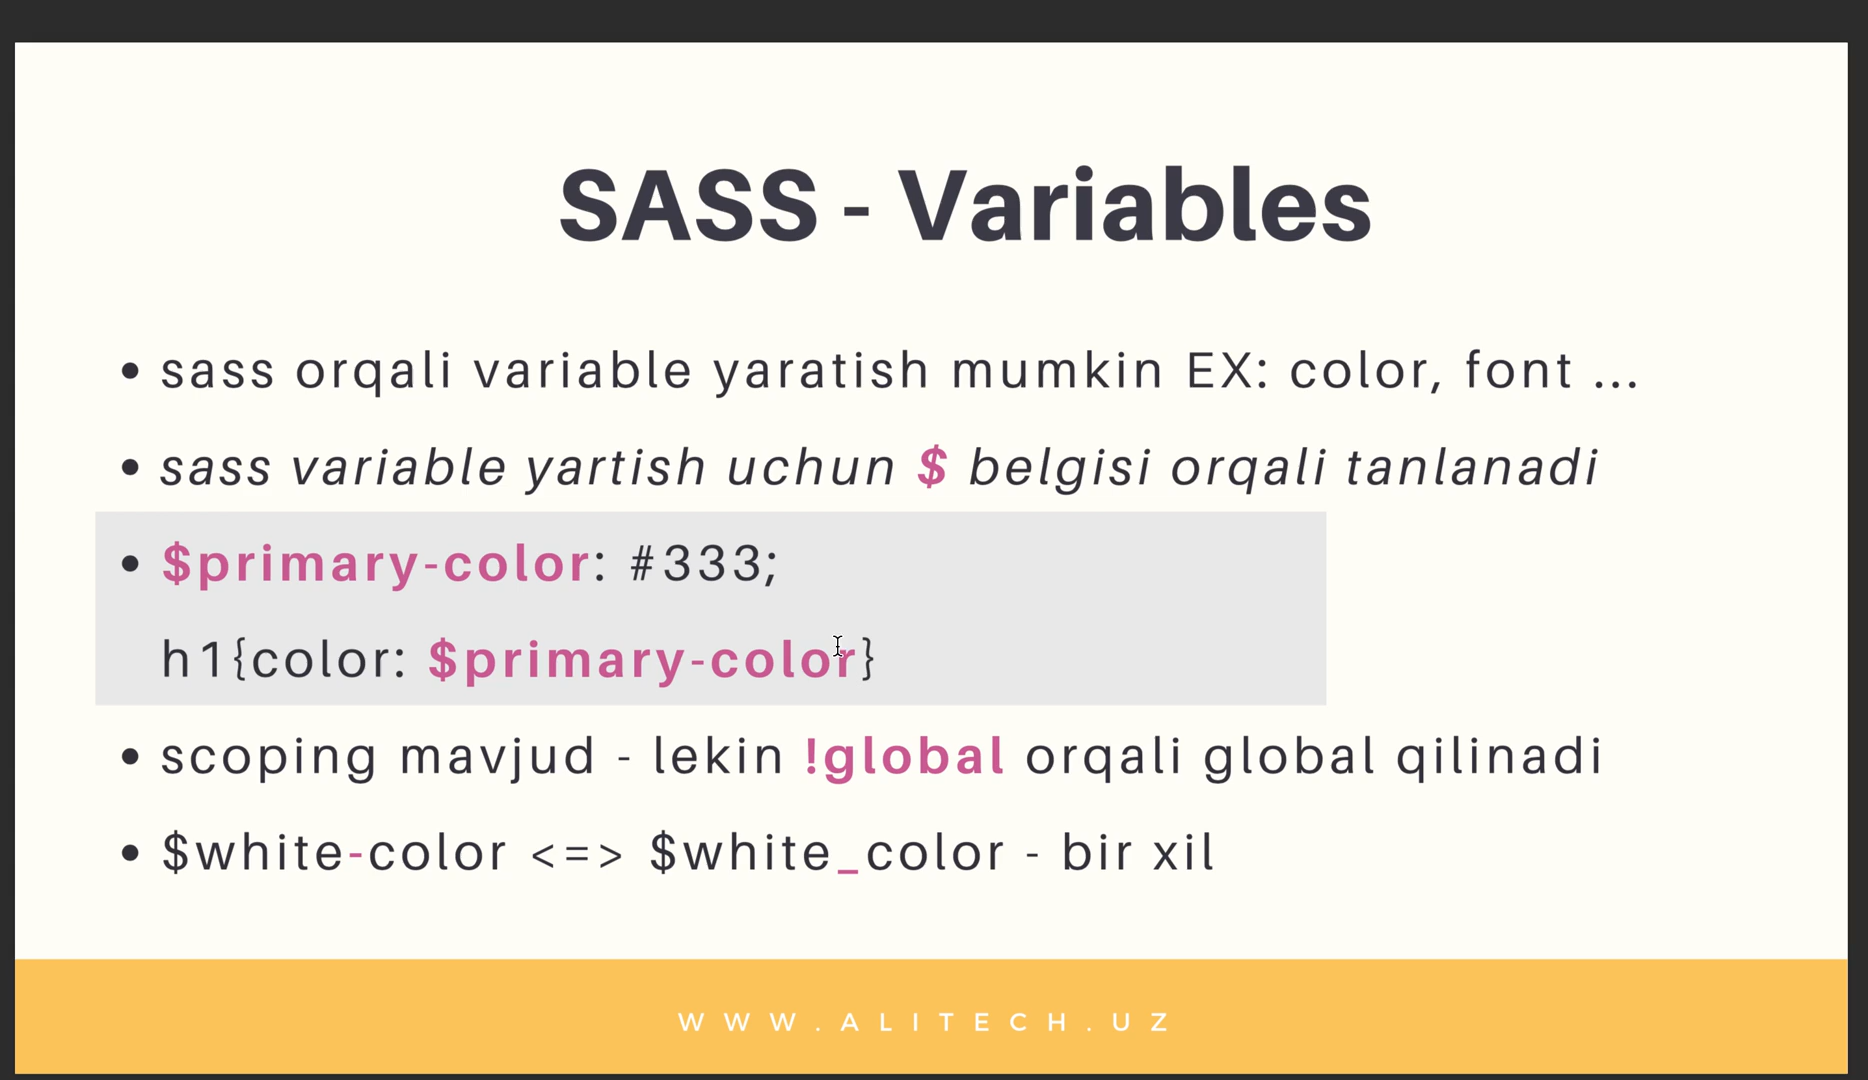 SASS - Variables
• sass orqali variable yaratish mumkin EX: color, font ...
• sass variable yartish uchun $ belgisi orqali tanlanadi
• $primary-color: #333;
h1{color: $primary-color}
• scoping mavjud - lekin !global orqali global qilinadi
• $white-color <=> $white_color - bir xil
WWW.ALITECH.UZ